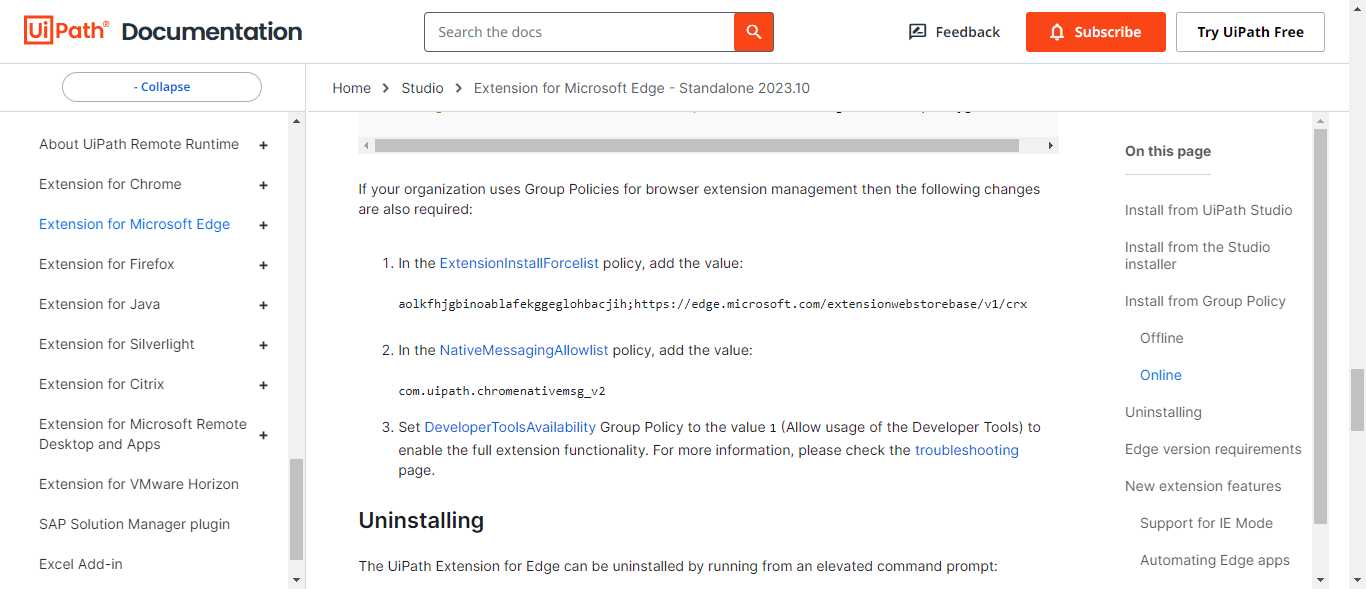 UiPath® Documentation
Search the docs
Feedback
Subscribe
Try UiPath Free
- Collapse
Home > Studio > Extension for Microsoft Edge - Standalone 2023.10
About UiPath Remote Runtime +
Extension for Chrome +
Extension for Microsoft Edge +
Extension for Firefox +
Extension for Java +
Extension for Silverlight +
Extension for Citrix +
Extension for Microsoft Remote
Desktop and Apps +
Extension for VMware Horizon
SAP Solution Manager plugin
Excel Add-in
If your organization uses Group Policies for browser extension management then the following changes
are also required:
1. In the ExtensionInstallForcelist policy, add the value:
aolkfhjgbinoablafekggeglohbacjih;https://edge.microsoft.com/extensionwebstorebase/v1/crx
2. In the NativeMessagingAllowlist policy, add the value:
com.uipath.chromenativemsg_v2
3. Set DeveloperToolsAvailability Group Policy to the value 1 (Allow usage of the Developer Tools) to
enable the full extension functionality. For more information, please check the troubleshooting
page.
Uninstalling
The UiPath Extension for Edge can be uninstalled by running from an elevated command prompt:
On this page
Install from UiPath Studio
Install from the Studio
installer
Install from Group Policy
Offline
Online
Uninstalling
Edge version requirements
New extension features
Support for IE Mode
Automating Edge apps